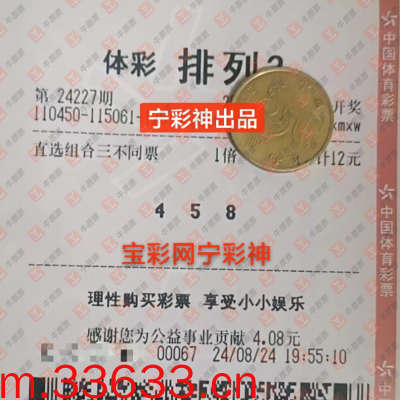 体彩 排列3
第 24227期 开奖
110450-115061- 宁彩神出品 kmxw
直选组合三不同票 1倍 计12元
4 5 8
宝彩网宁彩神
理性购买彩票 享受小小娱乐
感谢您为公益事业贡献 4.08元
00067 24/08/24 19:55:10
m.33633.cn
中国体育彩票
中国体育彩票